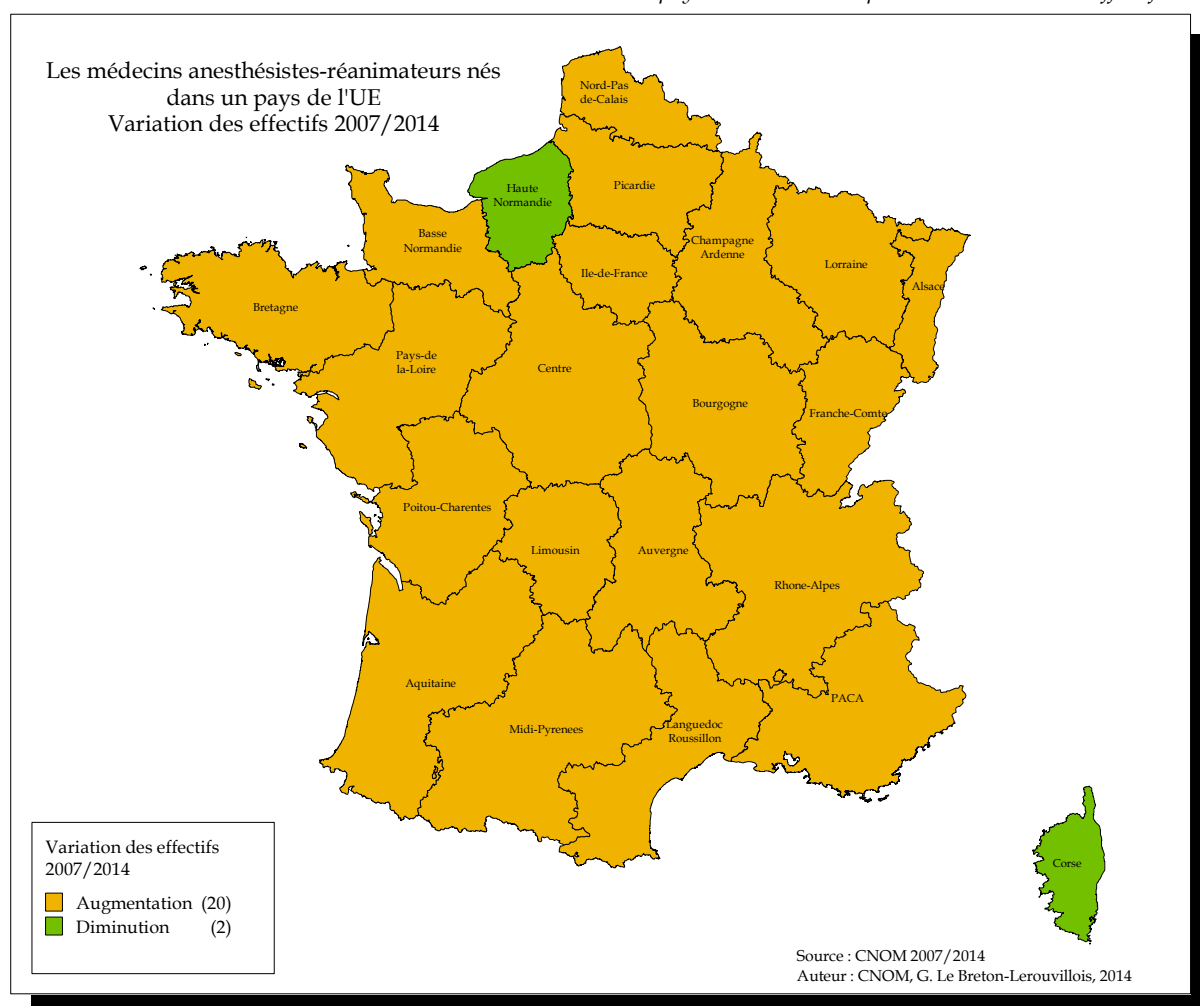 Les médecins anesthésistes-réanimateurs nés
dans un pays de l'UE
Variation des effectifs 2007/2014
Nord-Pas
de-Calais
Haute
Normandie
Picardie
Basse
Normandie
Champagne
Ardenne
Ile-de-France
Lorraine
Alsace
Bretagne
Pays-de
la-Loire
Centre
Bourgogne
Franche-Comte
Poitou-Charentes
Limousin
Auvergne
Rhone-Alpes
Aquitaine
PACA
Midi-Pyrenees
Languedoc
Roussillon
Corse
Variation des effectifs
2007/2014
Augmentation (20)
Diminution (2)
Source : CNOM 2007/2014
Auteur : CNOM, G. Le Breton-Lerouvillois, 2014